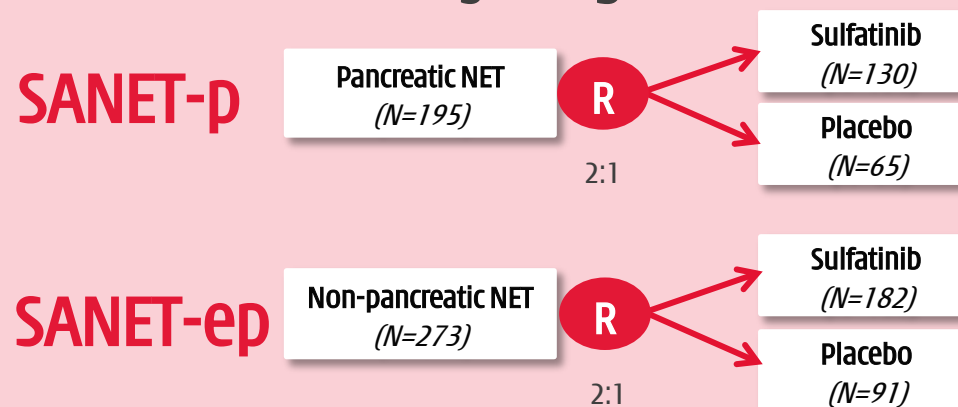 SANET-p
Pancreatic NET
(N=195)
R
2:1
Sulfatinib
(N=130)
Placebo
(N=65)
SANET-ep
Non-pancreatic NET
(N=273)
R
2:1
Sulfatinib
(N=182)
Placebo
(N=91)